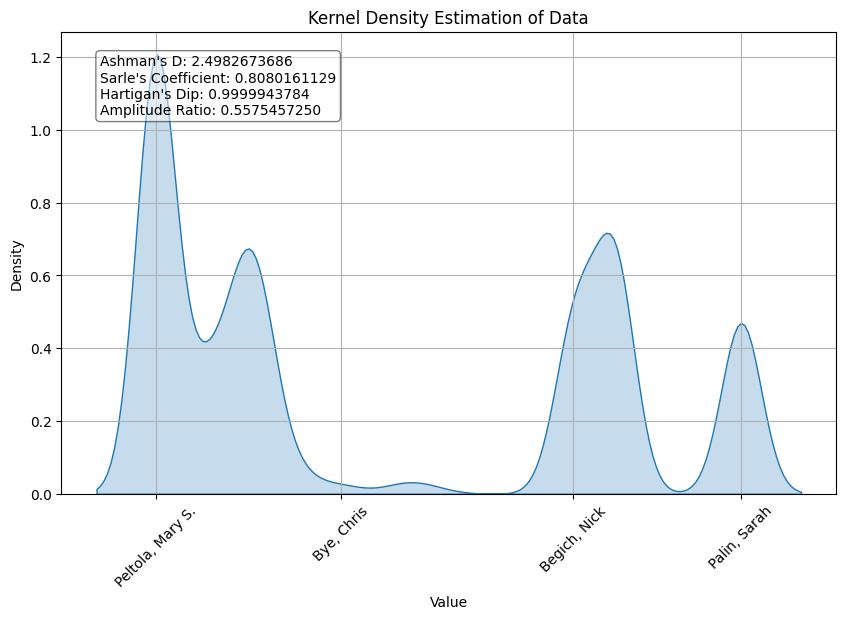 Kernel Density Estimation of Data
Ashman's D: 2.4982673686
Sarle's Coefficient: 0.8080161129
Hartigan's Dip: 0.9999943784
Amplitude Ratio: 0.5575457250
1.2
1.0
0.8
0.6
0.4
0.2
0.0
Density
Peltola, Mary S.
Bye, Chris
Begich, Nick
Palin, Sarah
Value